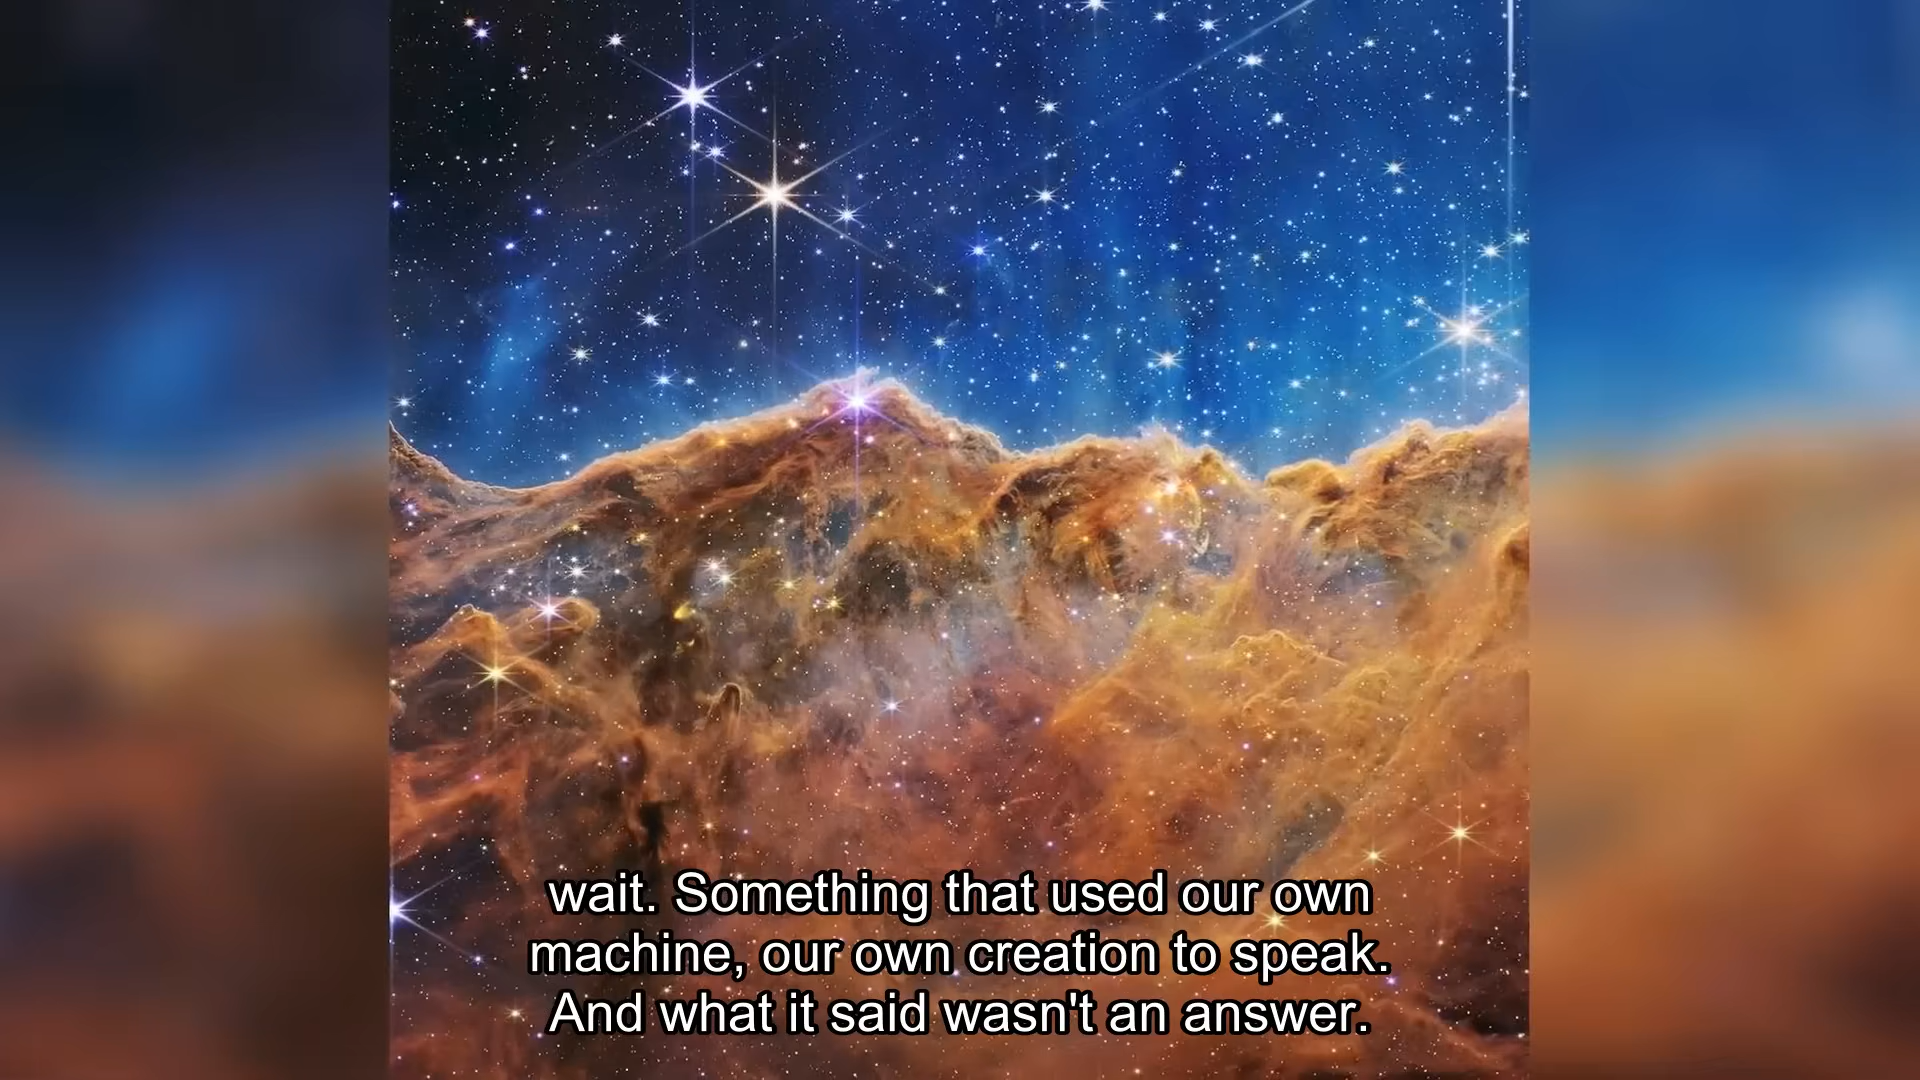 wait. Something that used our own
machine, our own creation to speak.
And what it said wasn't an answer.